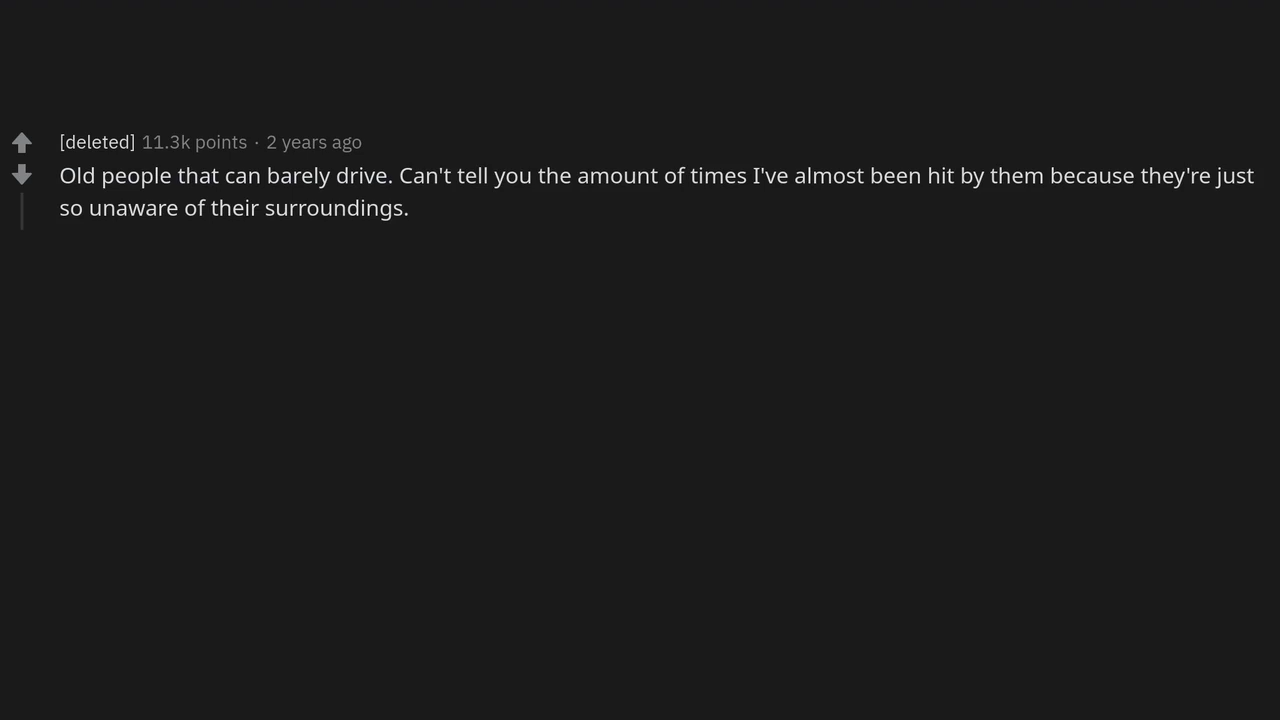 [deleted] 11.3k points · 2 years ago
Old people that can barely drive. Can't tell you the amount of times I've almost been hit by them because they're just
so unaware of their surroundings.